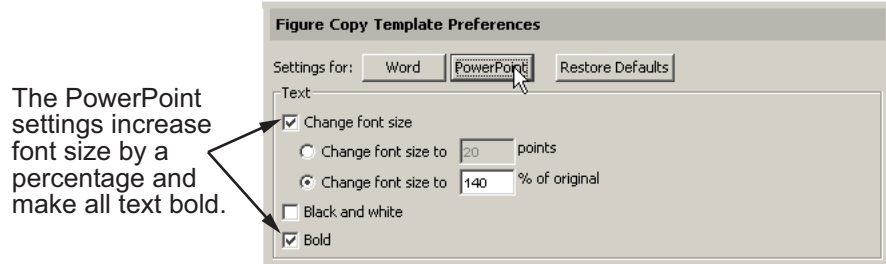 Figure Copy Template Preferences
Settings for: Word PowerPoint Restore Defaults
Text
The PowerPoint
settings increase
font size by a
percentage and
make all text bold.
Change font size
Change font size to 20 points
Change font size to 140 % of original
Black and white
Bold